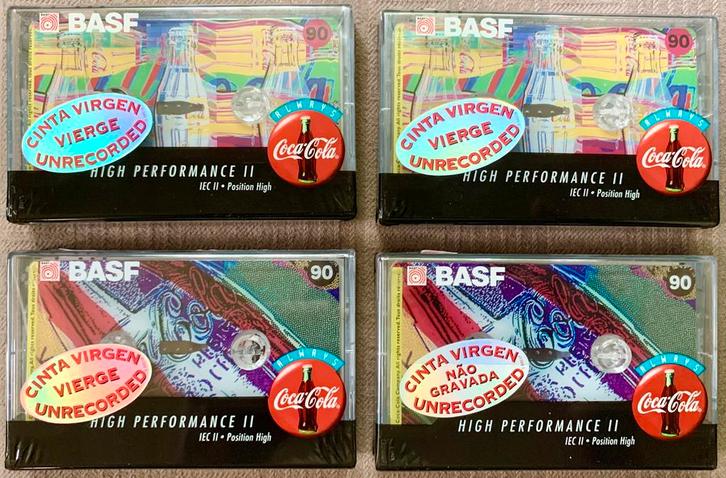 BASF
90
Coca-Cola
CINTA VIRGEN
VIERGE
UNRECORDED
ALWAYS
Coca-Cola
HIGH PERFORMANCE II
IEC II • Position High
BASF
90
CINTA VIRGEN
VIERGE
UNRECORDED
ALWAYS
Coca-Cola
HIGH PERFORMANCE II
IEC II • Position High
BASF
90
CINTA VIRGEN
VIERGE
UNRECORDED
ALWAYS
Coca-Cola
HIGH PERFORMANCE II
IEC II • Position High
BASF
90
CINTA VIRGEN
NÃO
GRAVADA
UNRECORDED
ALWAYS
Coca-Cola
HIGH PERFORMANCE II
IEC II • Position High